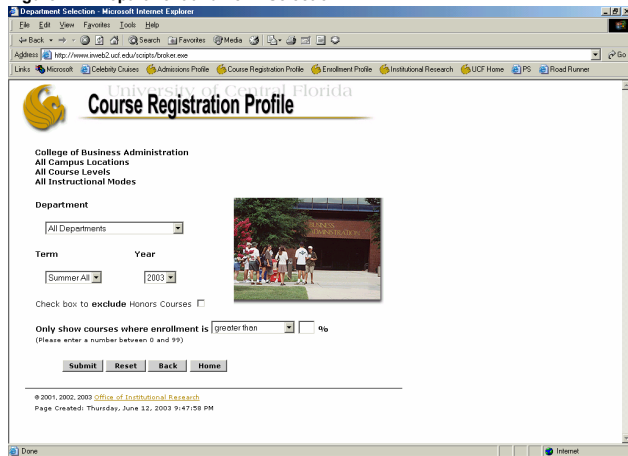 Department Selection - Microsoft Internet Explorer
File Edit View Favorites Tools Help
Back Search Favorites Media
Address http://www.irweb2.ucf.edu/scripts/broker.exe Go
Links Microsoft Celebrity Cruises Admissions Profile Course Registration Profile Enrollment Profile Institutional Research UCF Home PS Road Runner
University of Central Florida
Course Registration Profile
College of Business Administration
All Campus Locations
All Course Levels
All Instructional Modes
Department
All Departments
BUSINESS
ADMINISTRATION
Term Year
Summer All 2003
Check box to exclude Honors Courses
Only show courses where enrollment is greater than %
(Please enter a number between 0 and 99)
Submit Reset Back Home
© 2001, 2002, 2003 Office of Institutional Research
Page Created: Thursday, June 12, 2003 9:47:58 PM
Done Internet